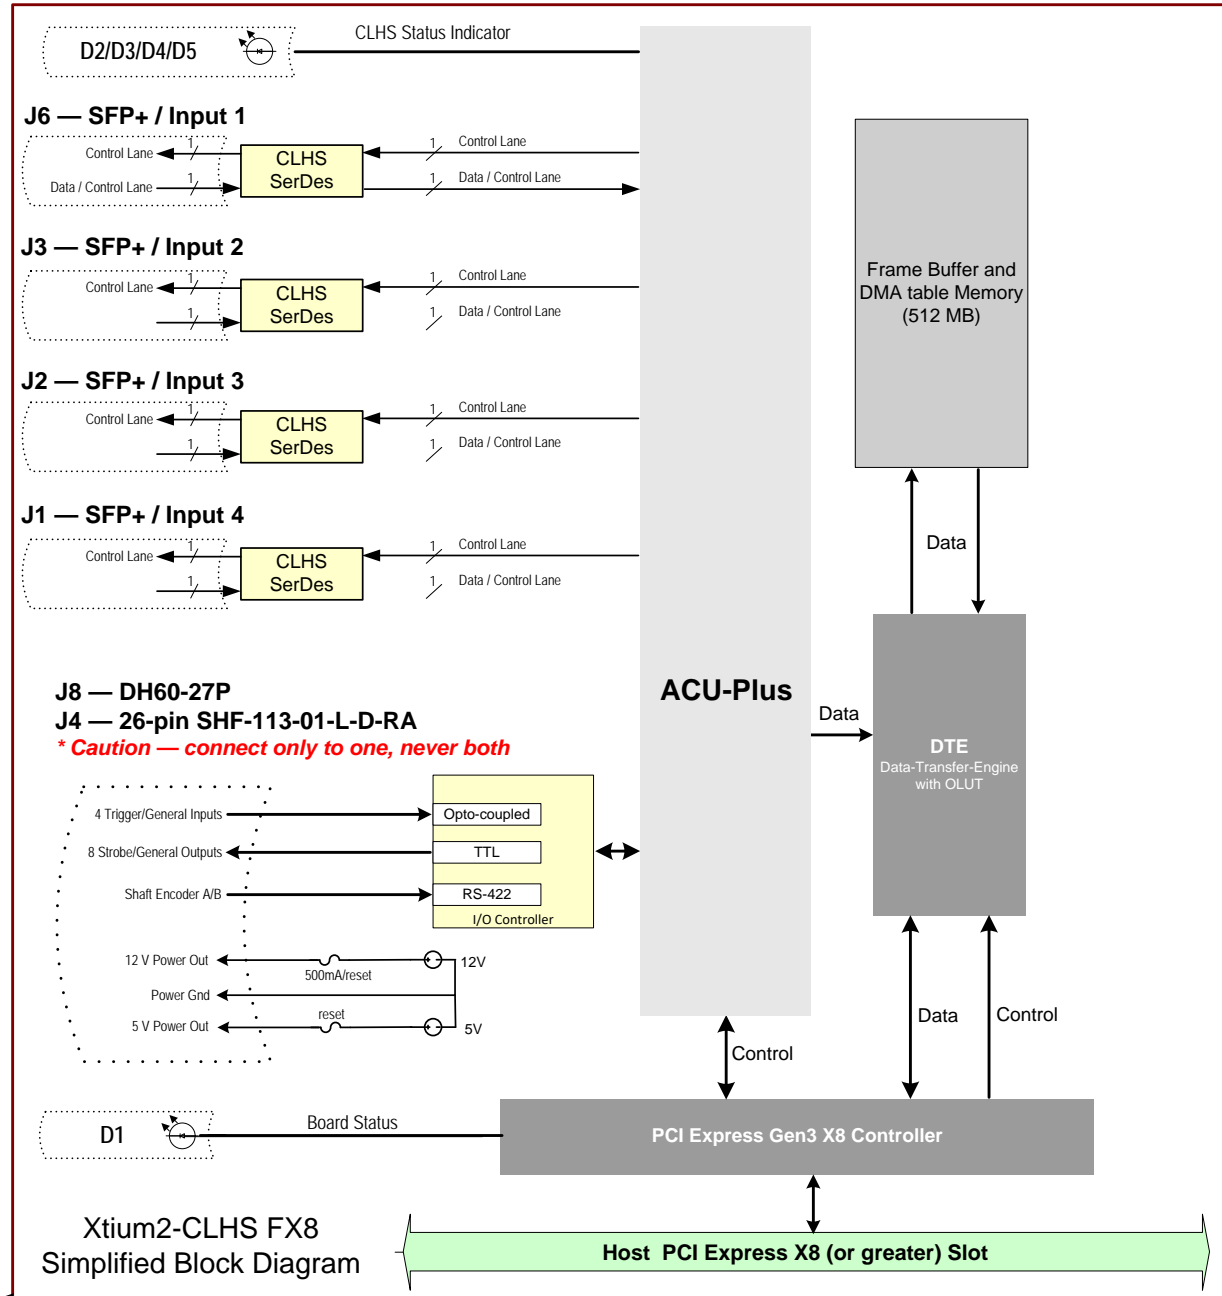 D2/D3/D4/D5
CLHS Status Indicator
J6 — SFP+ / Input 1
Control Lane
1
CLHS
SerDes
1
Control Lane
Data / Control Lane
1
1
Data / Control Lane
J3 — SFP+ / Input 2
Control Lane
1
CLHS
SerDes
1
Control Lane
1
1
Data / Control Lane
J2 — SFP+ / Input 3
Control Lane
1
CLHS
SerDes
1
Control Lane
1
1
Data / Control Lane
J1 — SFP+ / Input 4
Control Lane
1
CLHS
SerDes
1
Control Lane
1
1
Data / Control Lane
ACU-Plus
Frame Buffer and
DMA table Memory
(512 MB)
Data
Data
DTE
Data-Transfer-Engine
with OLUT
J8 — DH60-27P
J4 — 26-pin SHF-113-01-L-D-RA
* Caution — connect only to one, never both
4 Trigger/General Inputs
Opto-coupled
8 Strobe/General Outputs
TTL
Shaft Encoder A/B
RS-422
I/O Controller
12 V Power Out
500mA/reset
12V
Power Gnd
5 V Power Out
reset
5V
Control
Data
Control
D1
Board Status
PCI Express Gen3 X8 Controller
Xtium2-CLHS FX8
Simplified Block Diagram
Host PCI Express X8 (or greater) Slot